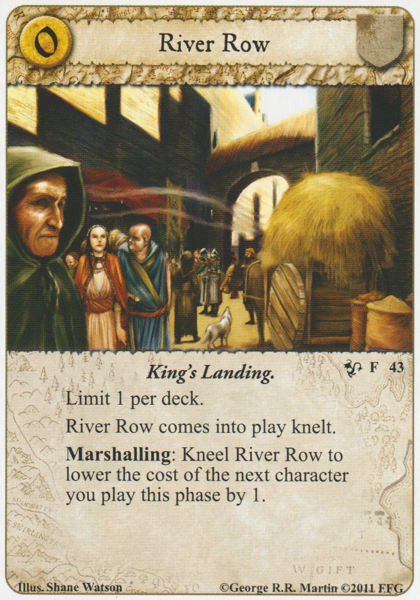 0
River Row
King's Landing.
F 43
Limit 1 per deck.
River Row comes into play knelt.
Marshalling: Kneel River Row to
lower the cost of the next character
you play this phase by 1.
W GIFT
Illus. Shane Watson
©George R.R. Martin ©2011 FFG